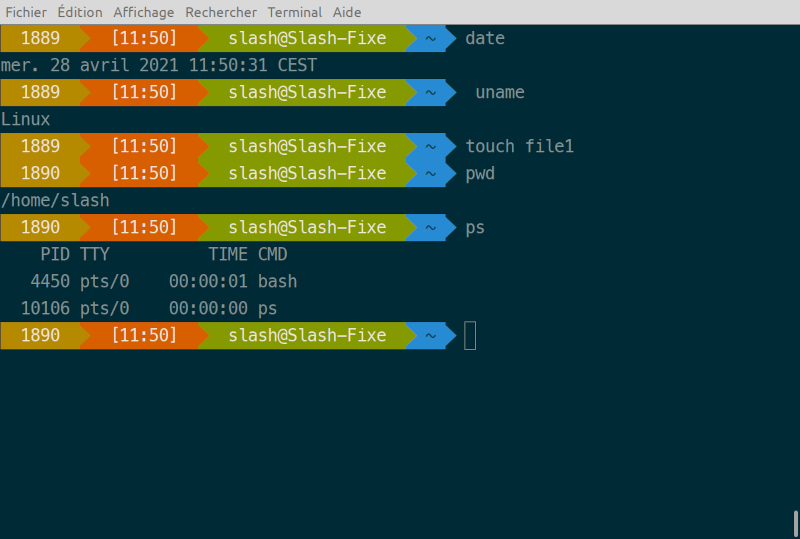 Fichier Édition Affichage Rechercher Terminal Aide
1889 [11:50] slash@Slash-Fixe ~ date
mer. 28 avril 2021 11:50:31 CEST
1889 [11:50] slash@Slash-Fixe ~  uname
Linux
1889 [11:50] slash@Slash-Fixe ~ touch file1
1890 [11:50] slash@Slash-Fixe ~ pwd
/home/slash
1890 [11:50] slash@Slash-Fixe ~ ps
    PID TTY          TIME CMD
   4450 pts/0    00:00:01 bash
  10106 pts/0    00:00:00 ps
1890 [11:50] slash@Slash-Fixe ~